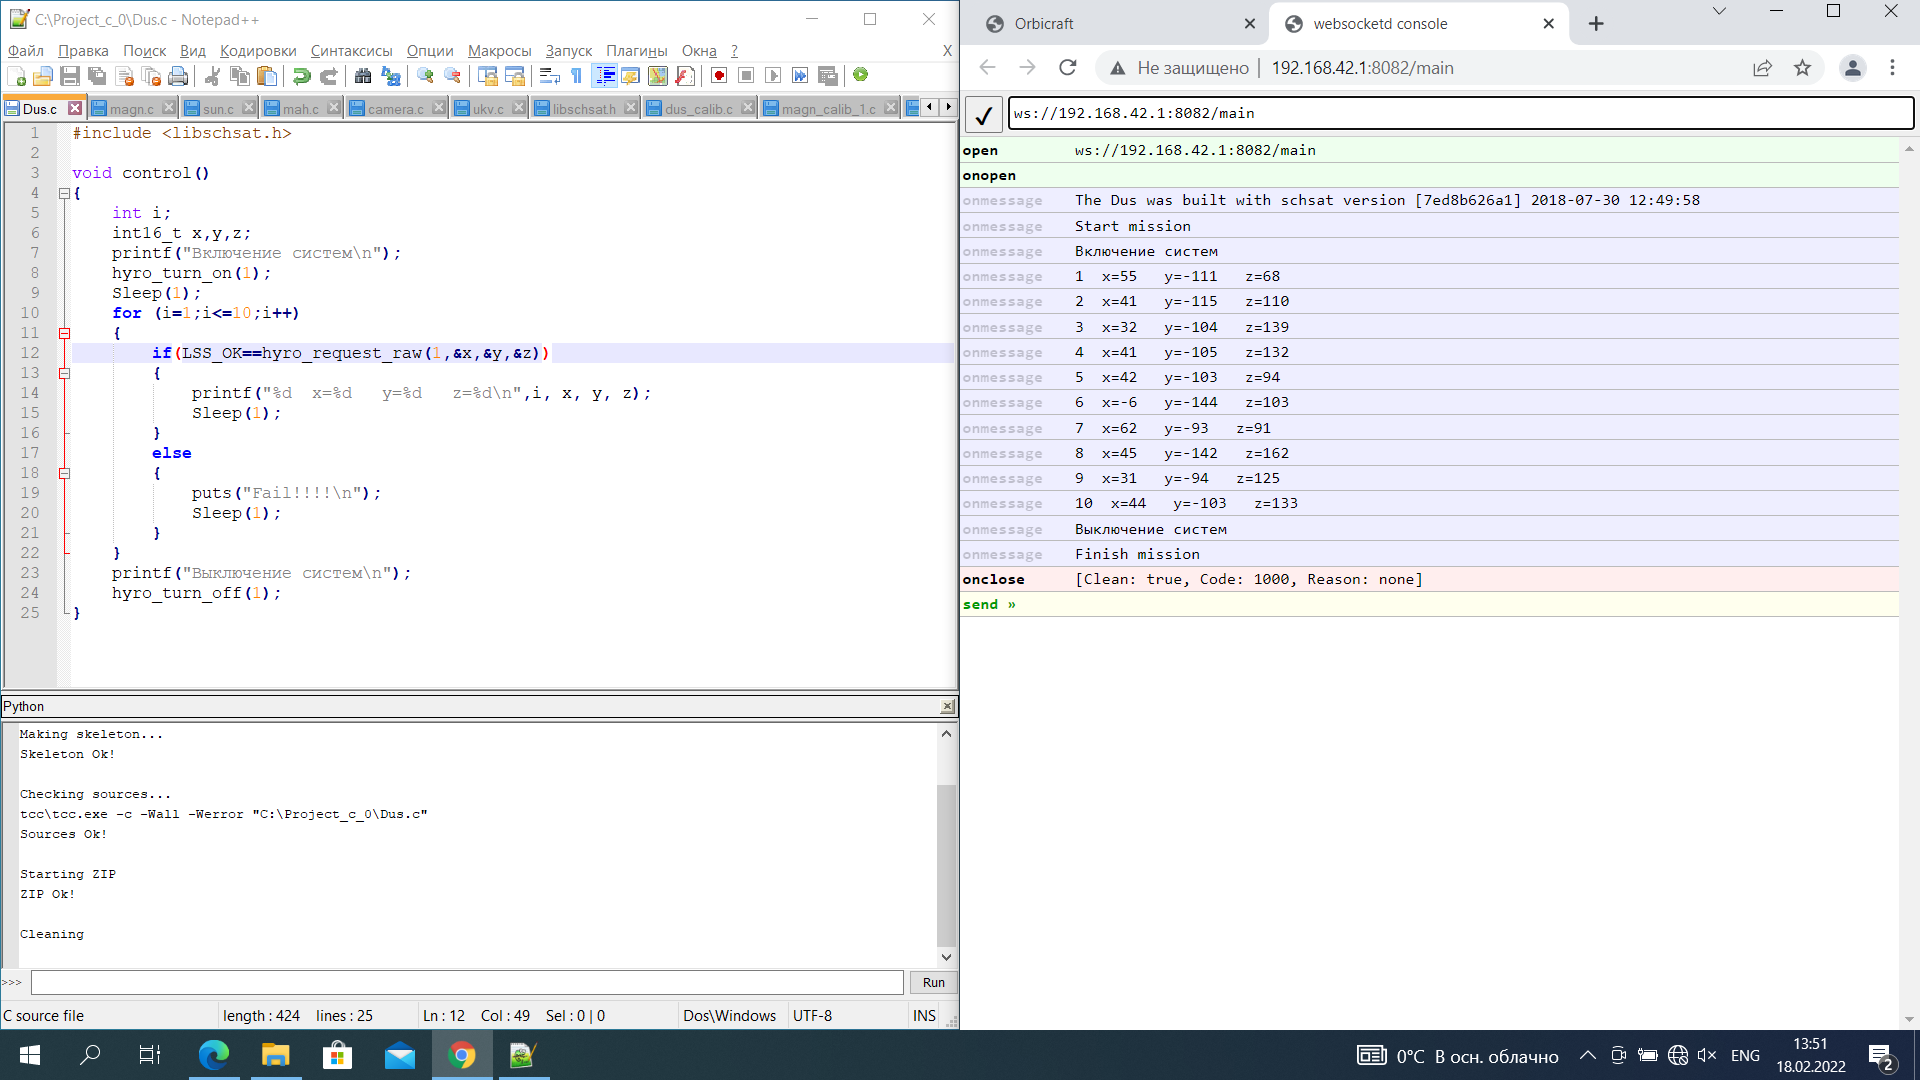 C:\Project_c_0\Dus.c - Notepad++
Файл Правка Поиск Вид Кодировки Синтаксисы Опции Макросы Запуск Плагины Окна ? X
Dus.c magn.c sun.c mah.c camera.c ukv.c libschsat.h dus_calib.c magn_calib_1.c
1 #include <libschsat.h>
2
3 void control()
4 {
5 int i;
6 int16_t x,y,z;
7 printf("Включение систем\n");
8 hyro_turn_on(1);
9 Sleep(1);
10 for (i=1;i<=10;i++)
11 {
12 if(LSS_OK==hyro_request_raw(1,&x,&y,&z))
13 {
14 printf("%d  x=%d   y=%d   z=%d\n",i, x, y, z);
15 Sleep(1);
16 }
17 else
18 {
19 puts("Fail!!!!\n");
20 Sleep(1);
21 }
22 }
23 printf("Выключение систем\n");
24 hyro_turn_off(1);
25 }
Python
Making skeleton...
Skeleton Ok!
Checking sources...
tcc\tcc.exe -c -Wall -Werror "C:\Project_c_0\Dus.c"
Sources Ok!
Starting ZIP
ZIP Ok!
Cleaning
>>> Run
C source file length : 424 lines : 25 Ln : 12 Col : 49 Sel : 0 | 0 Dos\Windows UTF-8 INS
Orbicraft websocketd console
Не защищено | 192.168.42.1:8082/main
ws://192.168.42.1:8082/main
open ws://192.168.42.1:8082/main
onopen
onmessage The Dus was built with schsat version [7ed8b626a1] 2018-07-30 12:49:58
onmessage Start mission
onmessage Включение систем
onmessage 1  x=55   y=-111   z=68
onmessage 2  x=41   y=-115   z=110
onmessage 3  x=32   y=-104   z=139
onmessage 4  x=41   y=-105   z=132
onmessage 5  x=42   y=-103   z=94
onmessage 6  x=-6   y=-144   z=103
onmessage 7  x=62   y=-93   z=91
onmessage 8  x=45   y=-142   z=162
onmessage 9  x=31   y=-94   z=125
onmessage 10  x=44   y=-103   z=133
onmessage Выключение систем
onmessage Finish mission
onclose [Clean: true, Code: 1000, Reason: none]
send »
0°C В осн. облачно ENG 13:51
18.02.2022 2